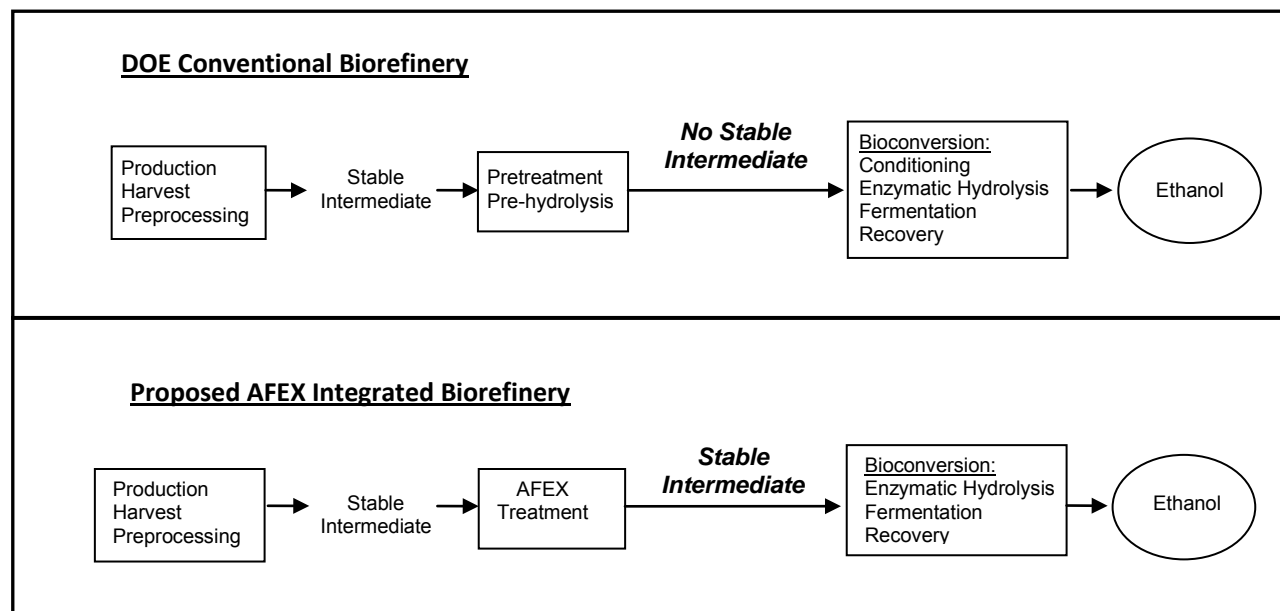 DOE Conventional Biorefinery
Production
Harvest
Preprocessing
Stable
Intermediate
Pretreatment
Pre-hydrolysis
No Stable
Intermediate
Bioconversion:
Conditioning
Enzymatic Hydrolysis
Fermentation
Recovery
Ethanol
Proposed AFEX Integrated Biorefinery
Production
Harvest
Preprocessing
Stable
Intermediate
AFEX
Treatment
Stable
Intermediate
Bioconversion:
Enzymatic Hydrolysis
Fermentation
Recovery
Ethanol